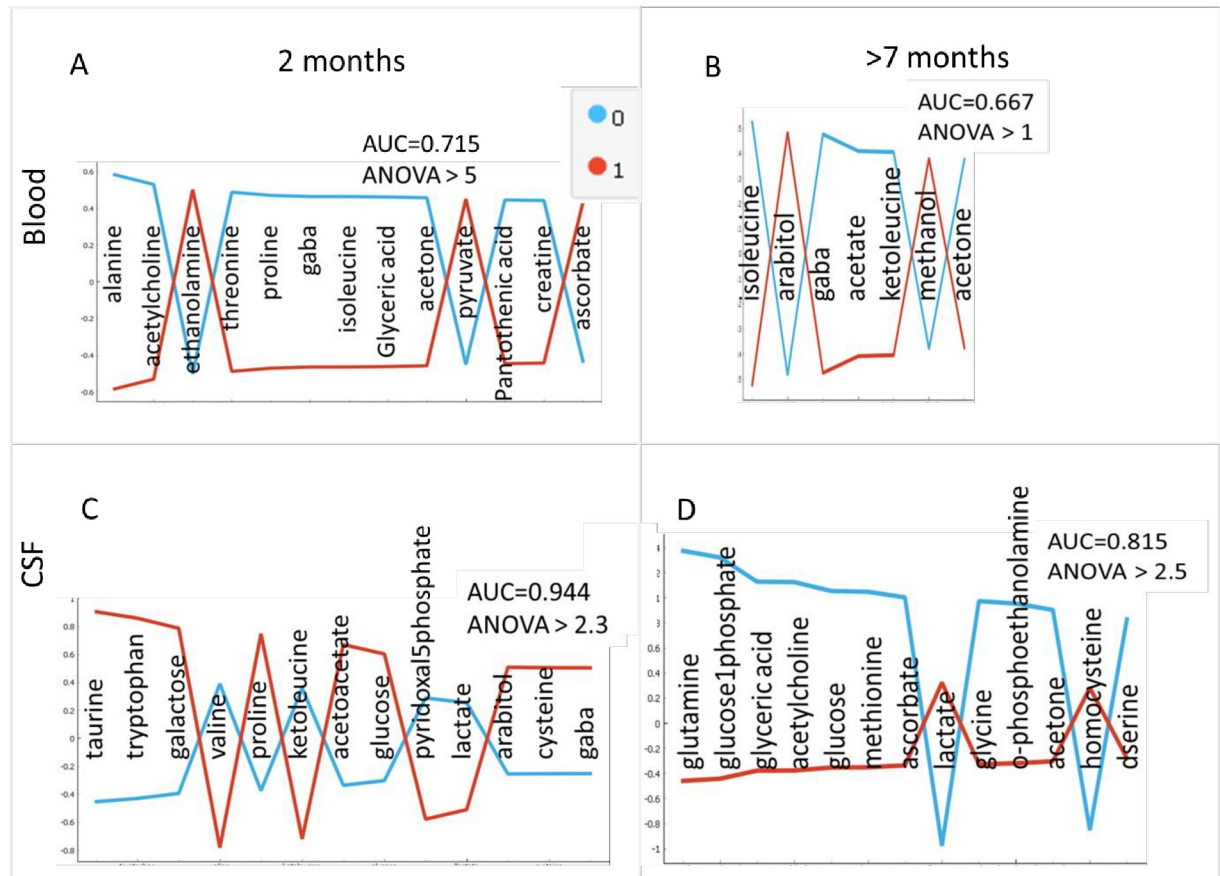 2 months
>7 months
Blood
CSF
A
0
1
AUC=0.715
ANOVA > 5
0.6
0.4
0.2
0
-0.2
-0.4
-0.6
alanine
acetylcholine
ethanolamine
threonine
proline
gaba
isoleucine
Glyceric acid
acetone
pyruvate
Pantothenic acid
creatine
ascorbate
B
AUC=0.667
ANOVA > 1
isoleucine
arabitol
gaba
acetate
ketoleucine
methanol
acetone
C
AUC=0.944
ANOVA > 2.3
1
0.8
0.6
0.4
0.2
0
-0.2
-0.4
-0.6
-0.8
taurine
tryptophan
galactose
valine
proline
ketoleucine
acetoacetate
glucose
pyridoxal5phosphate
lactate
arabitol
cysteine
gaba
D
AUC=0.815
ANOVA > 2.5
1
0.8
0.6
0.4
0.2
0
-0.2
-0.4
-0.6
-0.8
-1
glutamine
glucose1phosphate
glyceric acid
acetylcholine
glucose
methionine
ascorbate
lactate
glycine
o-phosphoethanolamine
acetone
homocysteine
dserine